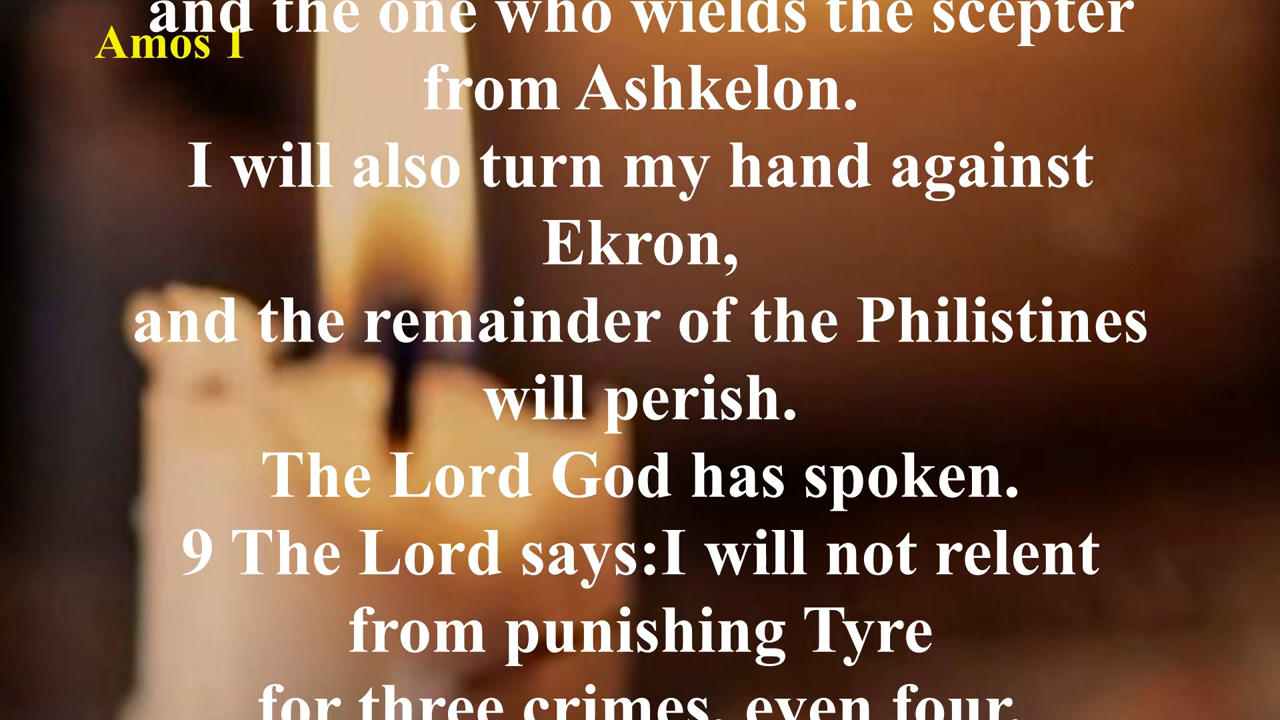 and the one who wields the scepter
Amos 1
from Ashkelon.
I will also turn my hand against
Ekron,
and the remainder of the Philistines
will perish.
The Lord God has spoken.
9 The Lord says:I will not relent
from punishing Tyre
for three crimes, even four,